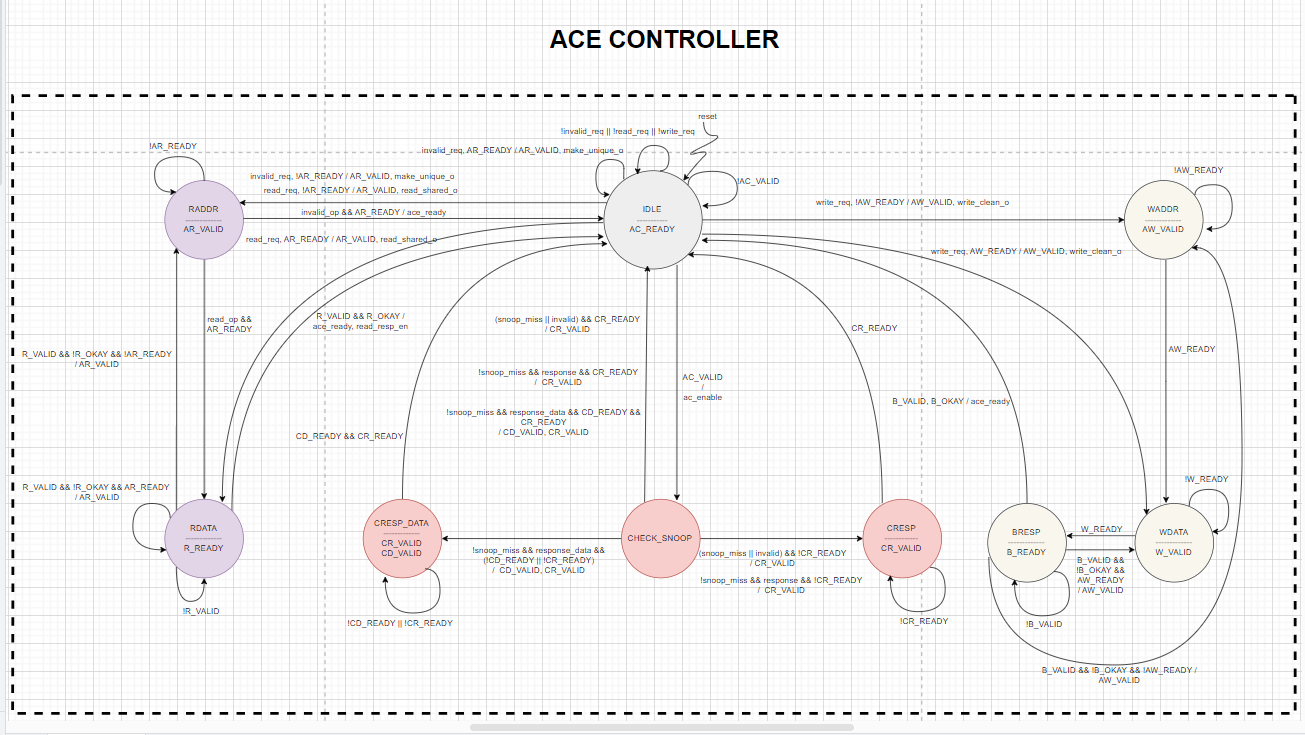 ACE CONTROLLER
reset
!invalid_req || !read_req || !write_req
invalid_req, AR_READY / AR_VALID, make_unique_o
!AR_READY
invalid_req, !AR_READY / AR_VALID, make_unique_o
read_req, !AR_READY / AR_VALID, read_shared_o
!AC_VALID
!AW_READY
write_req, !AW_READY / AW_VALID, write_clean_o
RADDR
-------------
AR_VALID
invalid_op && AR_READY / ace_ready
IDLE
-----------
AC_READY
WADDR
-------------
AW_VALID
read_req, AR_READY / AR_VALID, read_shared_o
write_req, AW_READY / AW_VALID, write_clean_o
read_op &&
AR_READY
R_VALID && R_OKAY /
ace_ready, read_resp_en
(snoop_miss || invalid) && CR_READY
/ CR_VALID
CR_READY
R_VALID && !R_OKAY && !AR_READY
/ AR_VALID
AW_READY
!snoop_miss && response && CR_READY
/ CR_VALID
AC_VALID
/
ac_enable
!snoop_miss && response_data && CD_READY &&
CR_READY
/ CD_VALID, CR_VALID
B_VALID, B_OKAY / ace_ready
CD_READY && CR_READY
R_VALID && !R_OKAY && AR_READY
/ AR_VALID
!W_READY
RDATA
-------------
R_READY
CRESP_DATA
-------------
CR_VALID
CD_VALID
CHECK_SNOOP
CRESP
-------------
CR_VALID
BRESP
-------------
B_READY
W_READY
WDATA
-------------
W_VALID
!snoop_miss && response_data &&
(!CD_READY || !CR_READY)
/ CD_VALID, CR_VALID
(snoop_miss || invalid) && !CR_READY
/ CR_VALID
!snoop_miss && response && !CR_READY
/ CR_VALID
B_VALID &&
!B_OKAY &&
AW_READY
/ AW_VALID
!R_VALID
!CD_READY || !CR_READY
!CR_READY
!B_VALID
B_VALID && !B_OKAY && !AW_READY /
AW_VALID